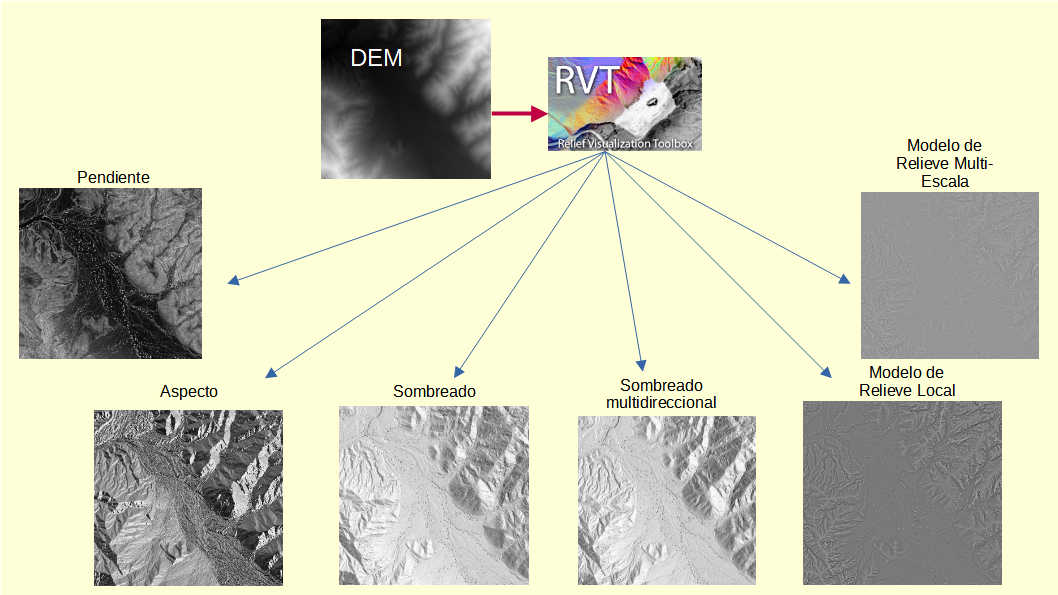 DEM
RVT
Relief Visualization Toolbox
Modelo de
Relieve Multi-
Escala
Pendiente
Aspecto
Sombreado
Sombreado
multidireccional
Modelo de
Relieve Local